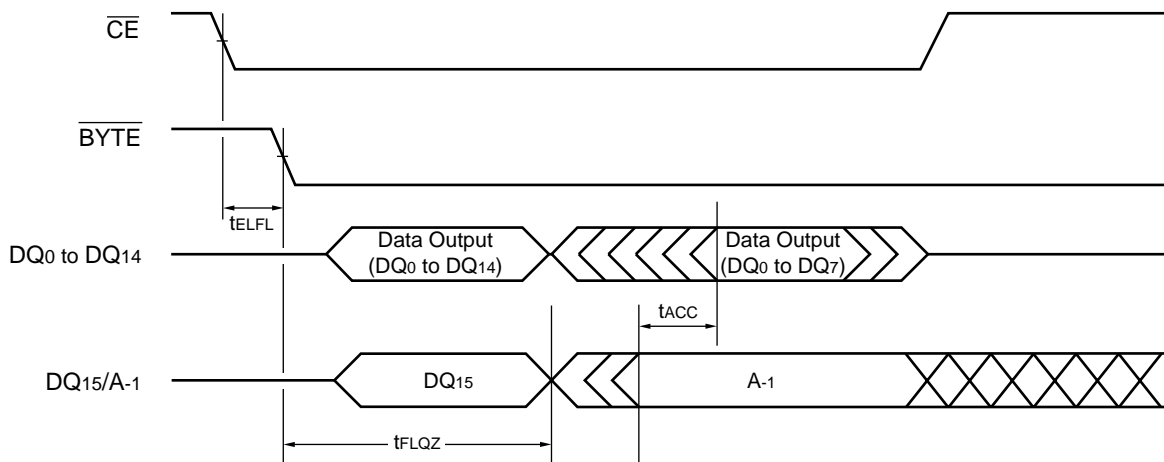 CE
BYTE
tELFL
DQ0 to DQ14
Data Output
(DQ0 to DQ14)
Data Output
(DQ0 to DQ7)
tACC
DQ15/A-1
DQ15
A-1
tFLQZ